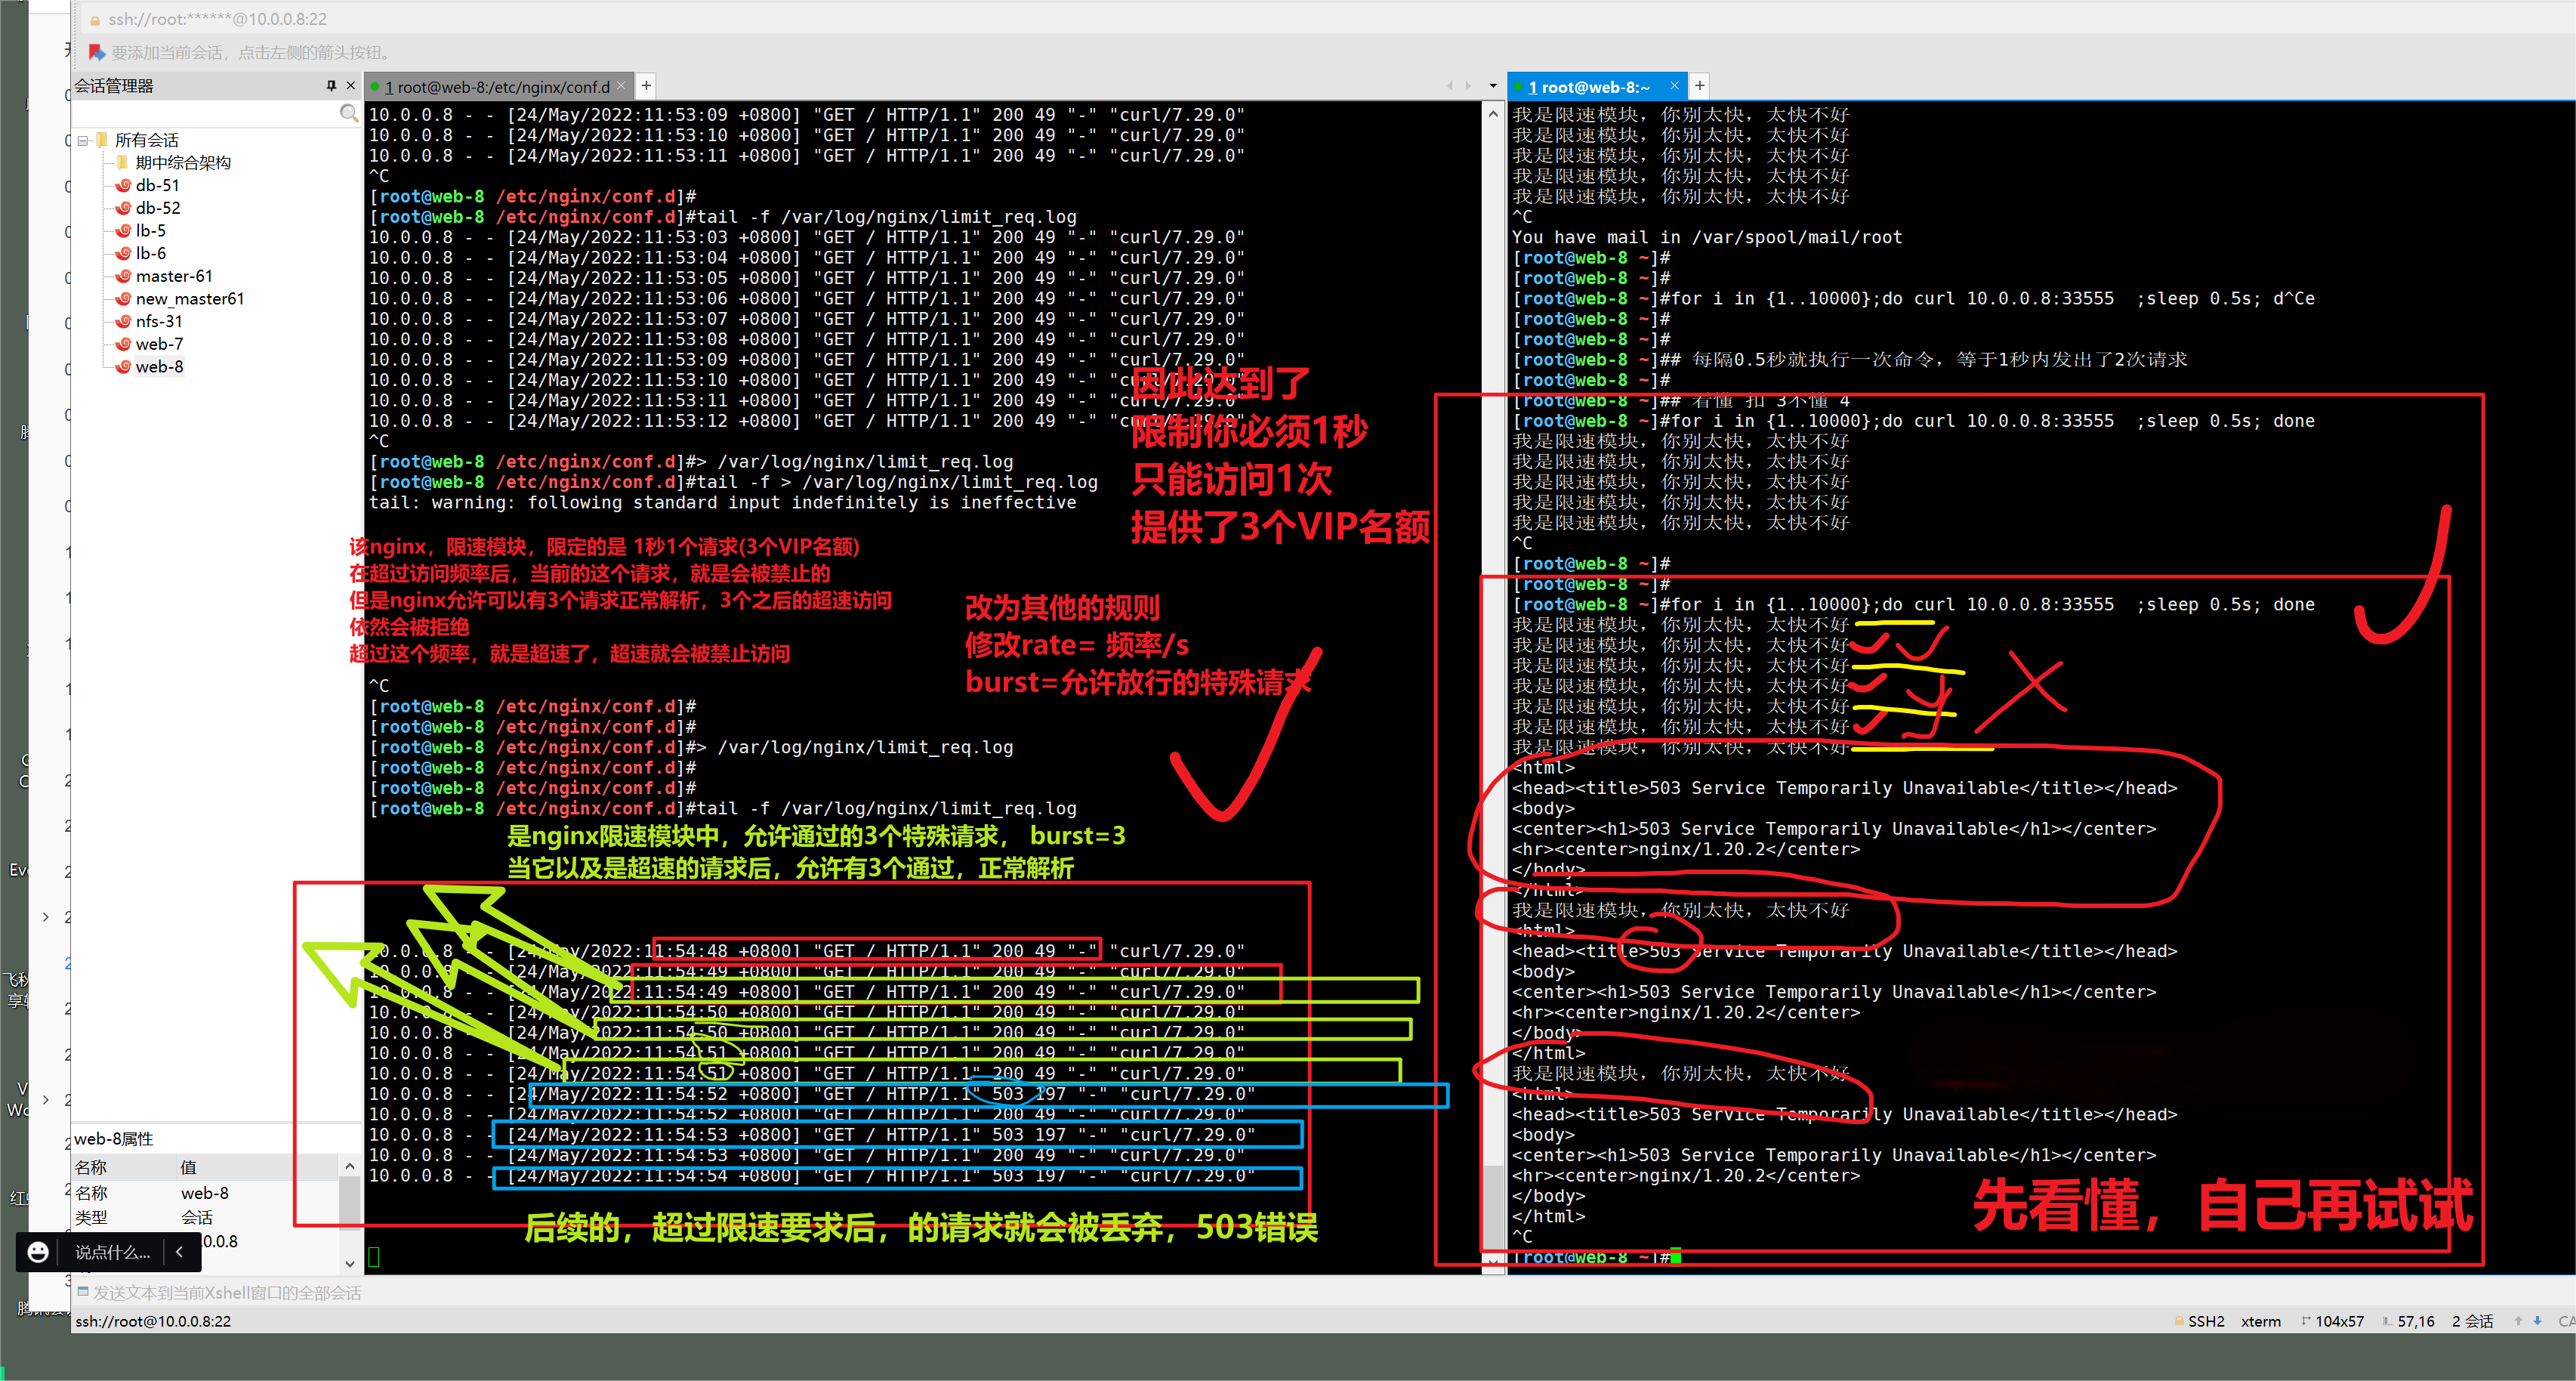 ssh://root:******@10.0.0.8:22
要添加当前会话，点击左侧的箭头按钮。
会话管理器
所有会话
期中综合架构
db-51
db-52
lb-5
lb-6
master-61
new_master61
nfs-31
web-7
web-8
web-8属性
名称 值
名称 web-8
类型 会话
.0.0.8
说点什么...
1 root@web-8:/etc/nginx/conf.d
10.0.0.8 - - [24/May/2022:11:53:09 +0800] "GET / HTTP/1.1" 200 49 "-" "curl/7.29.0"
10.0.0.8 - - [24/May/2022:11:53:10 +0800] "GET / HTTP/1.1" 200 49 "-" "curl/7.29.0"
10.0.0.8 - - [24/May/2022:11:53:11 +0800] "GET / HTTP/1.1" 200 49 "-" "curl/7.29.0"
^C
[root@web-8 /etc/nginx/conf.d]#
[root@web-8 /etc/nginx/conf.d]#tail -f /var/log/nginx/limit_req.log
10.0.0.8 - - [24/May/2022:11:53:03 +0800] "GET / HTTP/1.1" 200 49 "-" "curl/7.29.0"
10.0.0.8 - - [24/May/2022:11:53:04 +0800] "GET / HTTP/1.1" 200 49 "-" "curl/7.29.0"
10.0.0.8 - - [24/May/2022:11:53:05 +0800] "GET / HTTP/1.1" 200 49 "-" "curl/7.29.0"
10.0.0.8 - - [24/May/2022:11:53:06 +0800] "GET / HTTP/1.1" 200 49 "-" "curl/7.29.0"
10.0.0.8 - - [24/May/2022:11:53:07 +0800] "GET / HTTP/1.1" 200 49 "-" "curl/7.29.0"
10.0.0.8 - - [24/May/2022:11:53:08 +0800] "GET / HTTP/1.1" 200 49 "-" "curl/7.29.0"
10.0.0.8 - - [24/May/2022:11:53:09 +0800] "GET / HTTP/1.1" 200 49 "-" "curl/7.29.0"
10.0.0.8 - - [24/May/2022:11:53:10 +0800] "GET / HTTP/1.1" 200 49 "-" "curl/7.29.0"
10.0.0.8 - - [24/May/2022:11:53:11 +0800] "GET / HTTP/1.1" 200 49 "-" "curl/7.29.0"
10.0.0.8 - - [24/May/2022:11:53:12 +0800] "GET / HTTP/1.1" 200 49 "-" "curl/7.29.0"
^C
[root@web-8 /etc/nginx/conf.d]#> /var/log/nginx/limit_req.log
[root@web-8 /etc/nginx/conf.d]#tail -f > /var/log/nginx/limit_req.log
tail: warning: following standard input indefinitely is ineffective
因此达到了
限制你必须1秒
只能访问1次
提供了3个VIP名额
该nginx，限速模块，限定的是 1秒1个请求(3个VIP名额)
在超过访问频率后，当前的这个请求，就是会被禁止的
但是nginx允许可以有3个请求正常解析，3个之后的超速访问
依然会被拒绝
超过这个频率，就是超速了，超速就会被禁止访问
改为其他的规则
修改rate= 频率/s
burst=允许放行的特殊请求
^C
[root@web-8 /etc/nginx/conf.d]#
[root@web-8 /etc/nginx/conf.d]#
[root@web-8 /etc/nginx/conf.d]#> /var/log/nginx/limit_req.log
[root@web-8 /etc/nginx/conf.d]#
[root@web-8 /etc/nginx/conf.d]#
[root@web-8 /etc/nginx/conf.d]#tail -f /var/log/nginx/limit_req.log
是nginx限速模块中，允许通过的3个特殊请求， burst=3
当它以及是超速的请求后，允许有3个通过，正常解析
10.0.0.8 - - [24/May/2022:11:54:48 +0800] "GET / HTTP/1.1" 200 49 "-" "curl/7.29.0"
10.0.0.8 - - [24/May/2022:11:54:49 +0800] "GET / HTTP/1.1" 200 49 "-" "curl/7.29.0"
10.0.0.8 - - [24/May/2022:11:54:49 +0800] "GET / HTTP/1.1" 200 49 "-" "curl/7.29.0"
10.0.0.8 - - [24/May/2022:11:54:50 +0800] "GET / HTTP/1.1" 200 49 "-" "curl/7.29.0"
10.0.0.8 - - [24/May/2022:11:54:50 +0800] "GET / HTTP/1.1" 200 49 "-" "curl/7.29.0"
10.0.0.8 - - [24/May/2022:11:54:51 +0800] "GET / HTTP/1.1" 200 49 "-" "curl/7.29.0"
10.0.0.8 - - [24/May/2022:11:54:51 +0800] "GET / HTTP/1.1" 200 49 "-" "curl/7.29.0"
10.0.0.8 - - [24/May/2022:11:54:52 +0800] "GET / HTTP/1.1" 503 197 "-" "curl/7.29.0"
10.0.0.8 - - [24/May/2022:11:54:52 +0800] "GET / HTTP/1.1" 200 49 "-" "curl/7.29.0"
10.0.0.8 - - [24/May/2022:11:54:53 +0800] "GET / HTTP/1.1" 503 197 "-" "curl/7.29.0"
10.0.0.8 - - [24/May/2022:11:54:53 +0800] "GET / HTTP/1.1" 200 49 "-" "curl/7.29.0"
10.0.0.8 - - [24/May/2022:11:54:54 +0800] "GET / HTTP/1.1" 503 197 "-" "curl/7.29.0"
后续的，超过限速要求后，的请求就会被丢弃，503错误
1 root@web-8:~
我是限速模块，你别太快，太快不好
我是限速模块，你别太快，太快不好
我是限速模块，你别太快，太快不好
我是限速模块，你别太快，太快不好
我是限速模块，你别太快，太快不好
^C
You have mail in /var/spool/mail/root
[root@web-8 ~]#
[root@web-8 ~]#
[root@web-8 ~]#for i in {1..10000};do curl 10.0.0.8:33555  ;sleep 0.5s; d^Ce
[root@web-8 ~]#
[root@web-8 ~]#
[root@web-8 ~]## 每隔0.5秒就执行一次命令，等于1秒内发出了2次请求
[root@web-8 ~]#
[root@web-8 ~]## 看懂 扣 3不懂 4
[root@web-8 ~]#for i in {1..10000};do curl 10.0.0.8:33555  ;sleep 0.5s; done
我是限速模块，你别太快，太快不好
我是限速模块，你别太快，太快不好
我是限速模块，你别太快，太快不好
我是限速模块，你别太快，太快不好
我是限速模块，你别太快，太快不好
^C
[root@web-8 ~]#
[root@web-8 ~]#
[root@web-8 ~]#for i in {1..10000};do curl 10.0.0.8:33555  ;sleep 0.5s; done
我是限速模块，你别太快，太快不好
我是限速模块，你别太快，太快不好
我是限速模块，你别太快，太快不好
我是限速模块，你别太快，太快不好
我是限速模块，你别太快，太快不好
我是限速模块，你别太快，太快不好
我是限速模块，你别太快，太快不好
<html>
<head><title>503 Service Temporarily Unavailable</title></head>
<body>
<center><h1>503 Service Temporarily Unavailable</h1></center>
<hr><center>nginx/1.20.2</center>
</body>
</html>
我是限速模块，你别太快，太快不好
<html>
<head><title>503 Service Temporarily Unavailable</title></head>
<body>
<center><h1>503 Service Temporarily Unavailable</h1></center>
<hr><center>nginx/1.20.2</center>
</body>
</html>
我是限速模块，你别太快，太快不好
<html>
<head><title>503 Service Temporarily Unavailable</title></head>
<body>
<center><h1>503 Service Temporarily Unavailable</h1></center>
<hr><center>nginx/1.20.2</center>
</body>
</html>
^C
[root@web-8 ~]#
先看懂，自己再试试
发送文本到当前Xshell窗口的全部会话
ssh://root@10.0.0.8:22
SSH2 xterm 104x57 57,16 2 会话